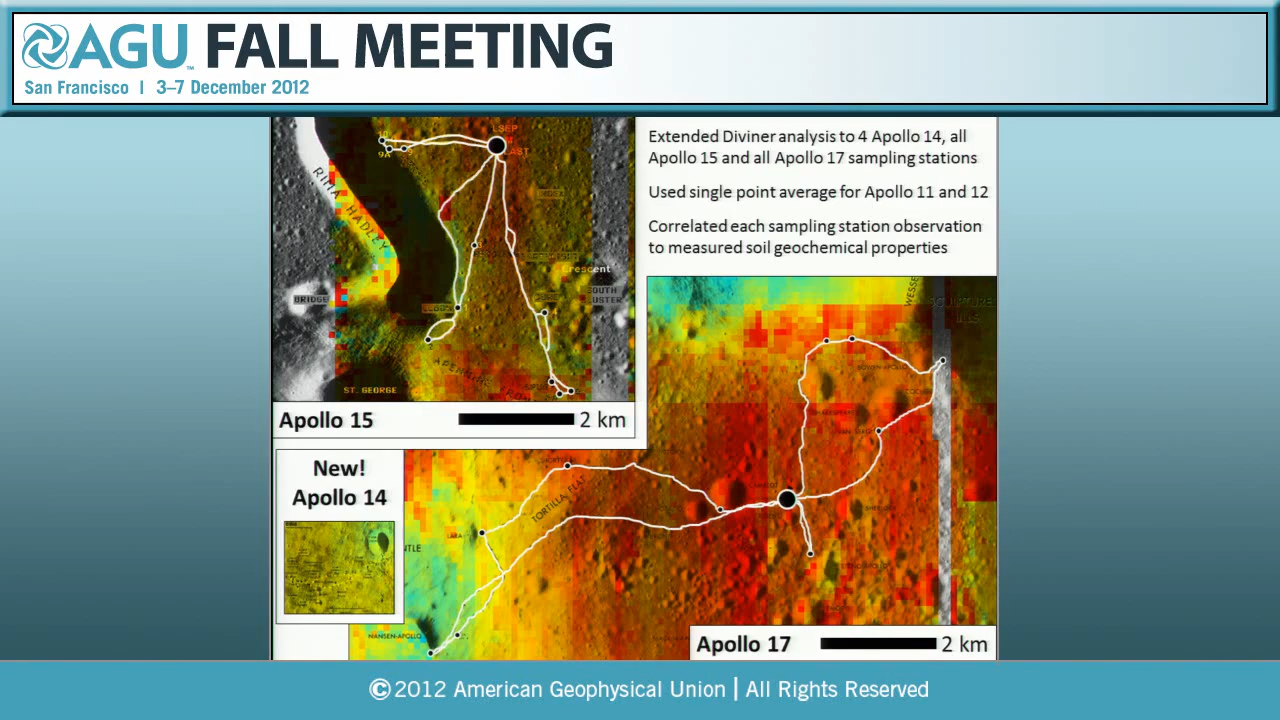 AGU FALL MEETING
San Francisco | 3–7 December 2012
Extended Diviner analysis to 4 Apollo 14, all
Apollo 15 and all Apollo 17 sampling stations
Used single point average for Apollo 11 and 12
Correlated each sampling station observation
to measured soil geochemical properties
RIMA HADLEY
BRIDGE
Crescent
SOUTH
ST. GEORGE
Apollo 15
2 km
New!
Apollo 14
TORTILLA FLAT
LARA
NANSEN-APOLLO
Apollo 17
2 km
©2012 American Geophysical Union | All Rights Reserved